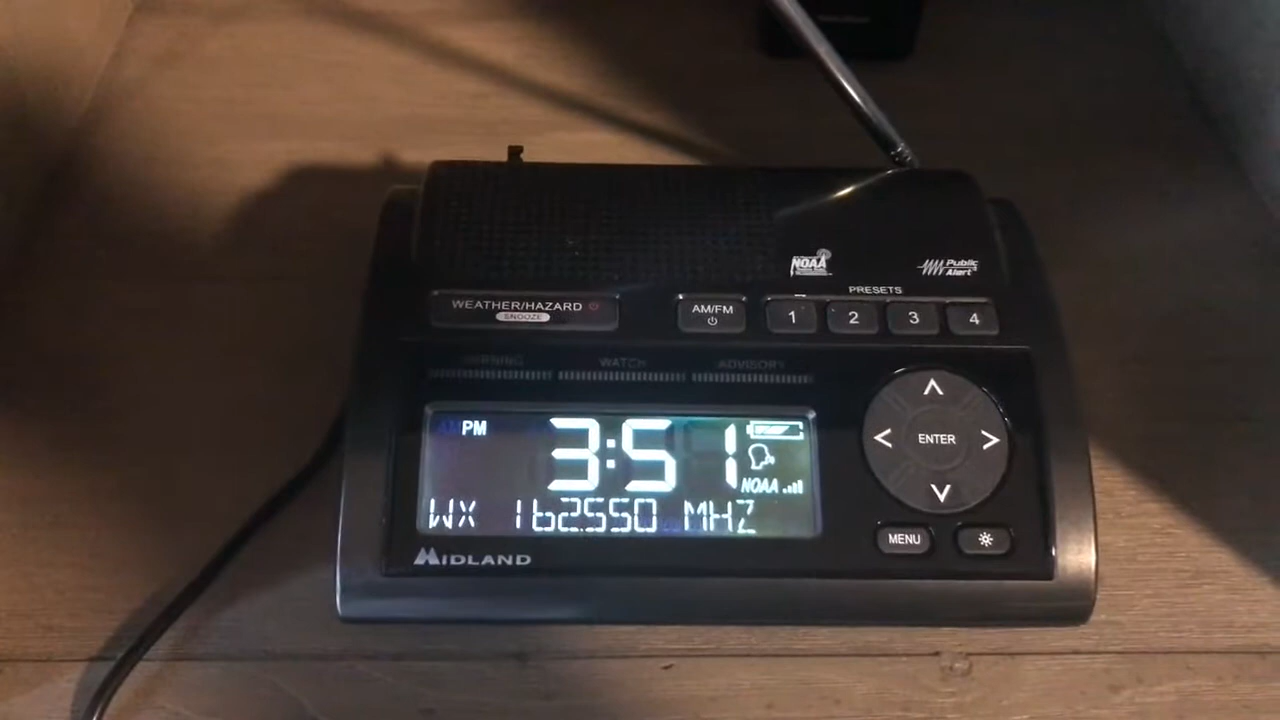 NOAA
Public
Alert
PRESETS
WEATHER/HAZARD
SNOOZE
AM/FM
1
2
3
4
WARNING
WATCH
ADVISORY
PM
3:51
NOAA
WX 162.550 MHZ
ENTER
MENU
MIDLAND